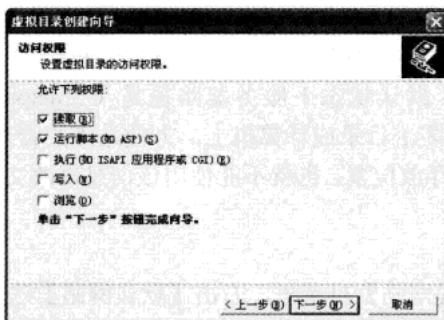 虚拟目录创建向导
访问权限
设置虚拟目录的访问权限。
允许下列权限:
读取(R)
运行脚本(如 ASP)(S)
执行(如 ISAPI 应用程序或 CGI)(E)
写入(W)
浏览(O)
单击“下一步”按钮完成向导。
<上一步(B) 下一步(N)> 取消